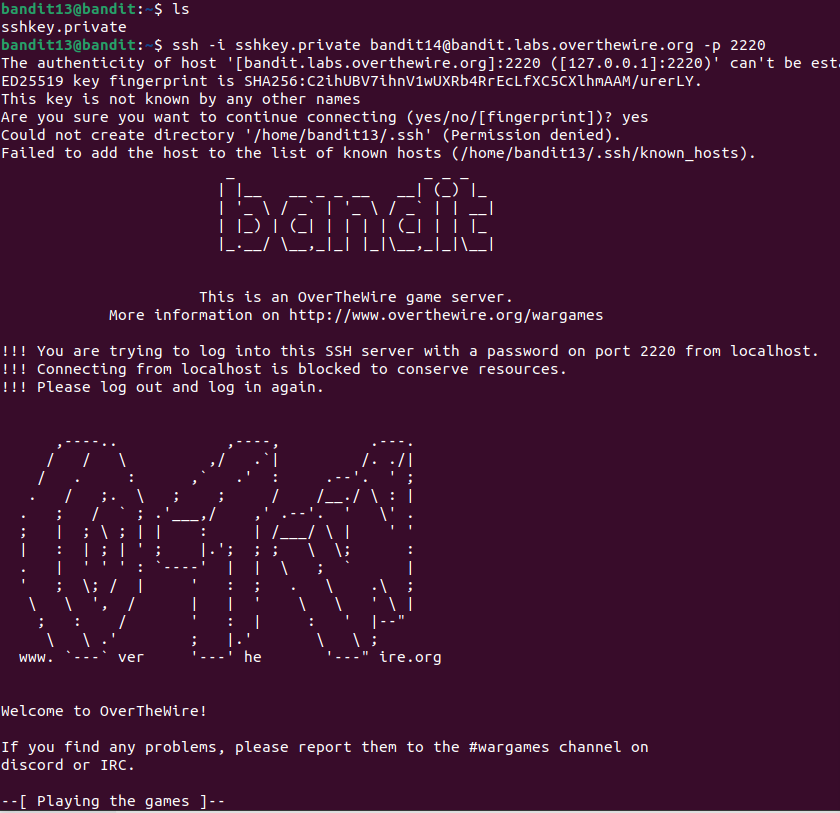 bandit13@bandit:~$ ls
sshkey.private
bandit13@bandit:~$ ssh -i sshkey.private bandit14@bandit.labs.overthewire.org -p 2220
The authenticity of host '[bandit.labs.overthewire.org]:2220 ([127.0.0.1]:2220)' can't be est
ED25519 key fingerprint is SHA256:C2ihUBV7ihnV1wUXRb4RrEcLfXC5CXlhmAAM/urerLY.
This key is not known by any other names
Are you sure you want to continue connecting (yes/no/[fingerprint])? yes
Could not create directory '/home/bandit13/.ssh' (Permission denied).
Failed to add the host to the list of known hosts (/home/bandit13/.ssh/known_hosts).
bandit
This is an OverTheWire game server.
More information on http://www.overthewire.org/wargames
!!! You are trying to log into this SSH server with a password on port 2220 from localhost.
!!! Connecting from localhost is blocked to conserve resources.
!!! Please log out and log in again.
www. ver he ire.org
Welcome to OverTheWire!
If you find any problems, please report them to the #wargames channel on
discord or IRC.
--[ Playing the games ]--